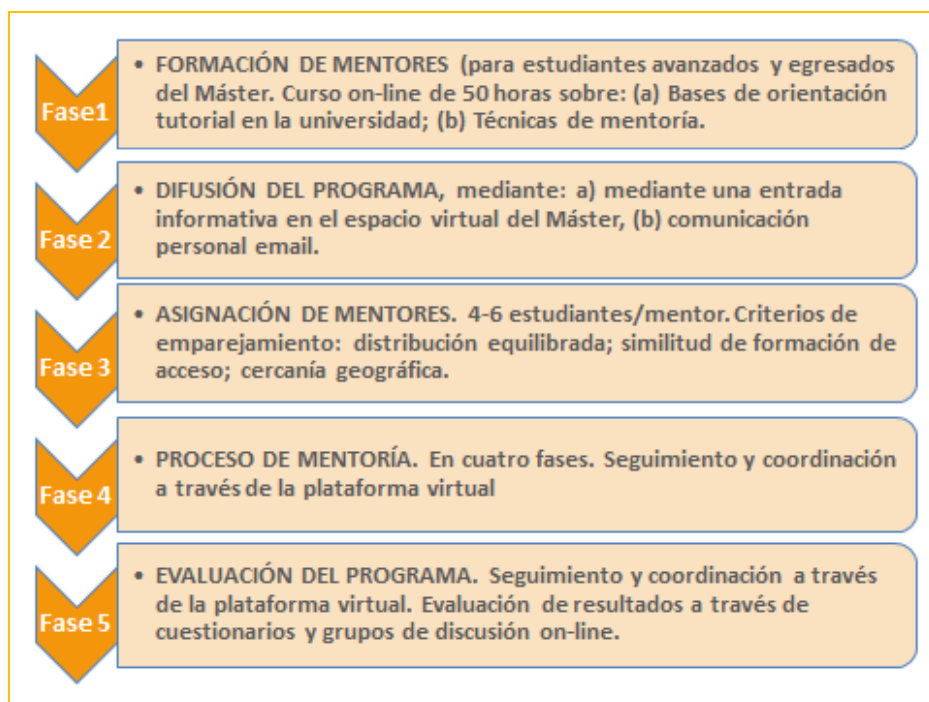 Fase1
• FORMACIÓN DE MENTORES (para estudiantes avanzados y egresados
del Máster. Curso on-line de 50 horas sobre: (a) Bases de orientación
tutorial en la universidad; (b) Técnicas de mentoría.
Fase 2
• DIFUSIÓN DEL PROGRAMA, mediante: a) mediante una entrada
informativa en el espacio virtual del Máster, (b) comunicación
personal email.
Fase 3
• ASIGNACIÓN DE MENTORES. 4-6 estudiantes/mentor. Criterios de
emparejamiento: distribución equilibrada; similitud de formación de
acceso; cercanía geográfica.
Fase 4
• PROCESO DE MENTORÍA. En cuatro fases. Seguimiento y coordinación
a través de la plataforma virtual
Fase 5
• EVALUACIÓN DEL PROGRAMA. Seguimiento y coordinación a través
de la plataforma virtual. Evaluación de resultados a través de
cuestionarios y grupos de discusión on-line.